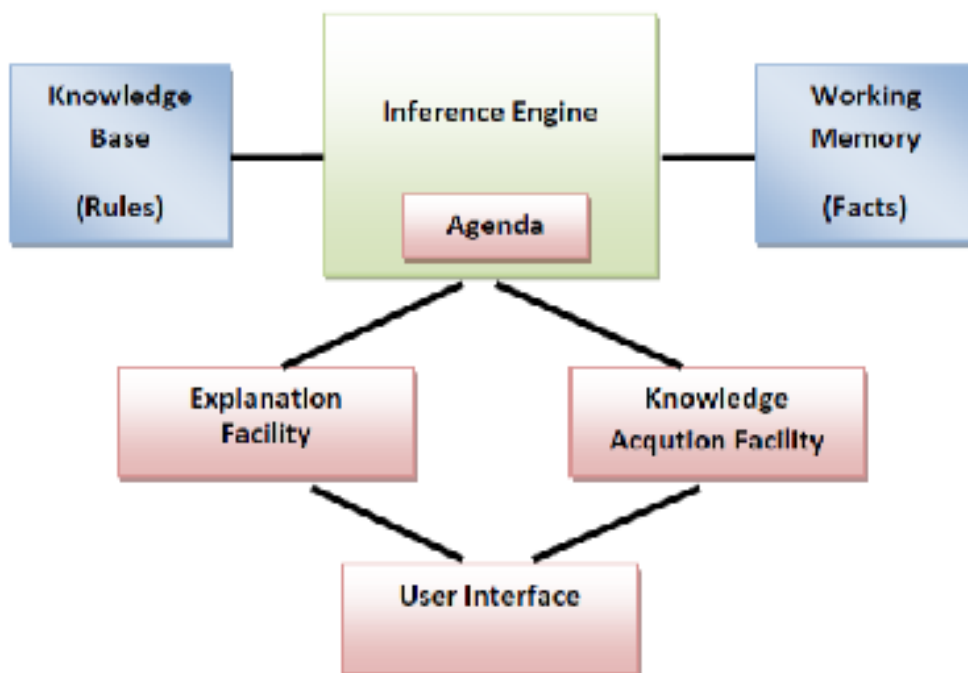 Knowledge
Base
(Rules)
Inference Engine
Agenda
Working
Memory
(Facts)
Explanation
Facility
Knowledge
Acqution Facility
User Interface